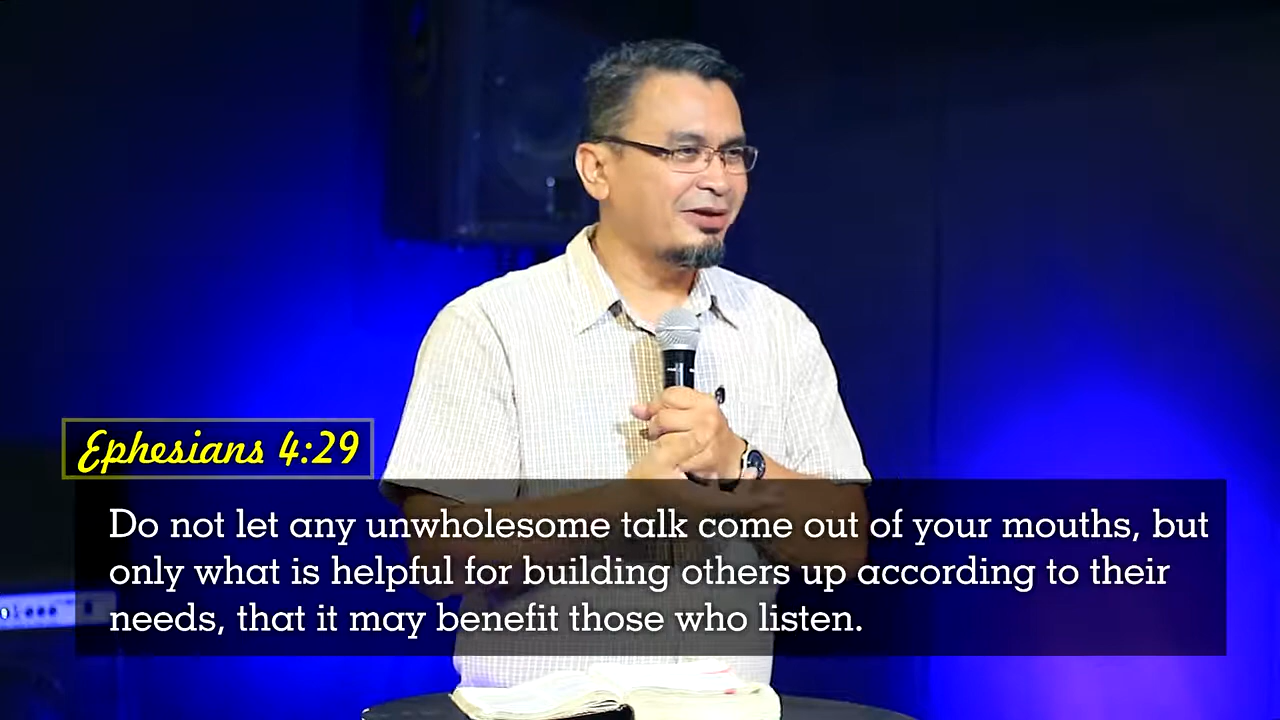 Ephesians 4:29
Do not let any unwholesome talk come out of your mouths, but
only what is helpful for building others up according to their
needs, that it may benefit those who listen.